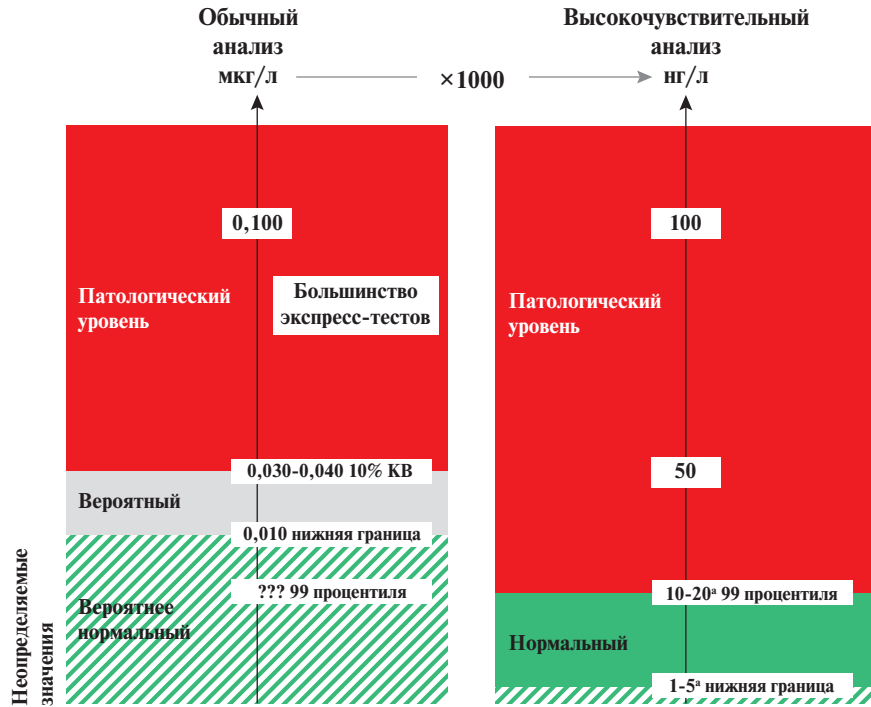 Обычный
анализ
мкг/л
×1000
Высокочувствительный
анализ
нг/л
0,100
Патологический
уровень
Большинство
экспресс-тестов
0,030-0,040 10% КВ
Вероятный
0,010 нижняя граница
??? 99 процентиля
Вероятнее
нормальный
Неопределяемые
значения
100
Патологический
уровень
50
10-20ᵃ 99 процентиля
Нормальный
1-5ᵃ нижняя граница